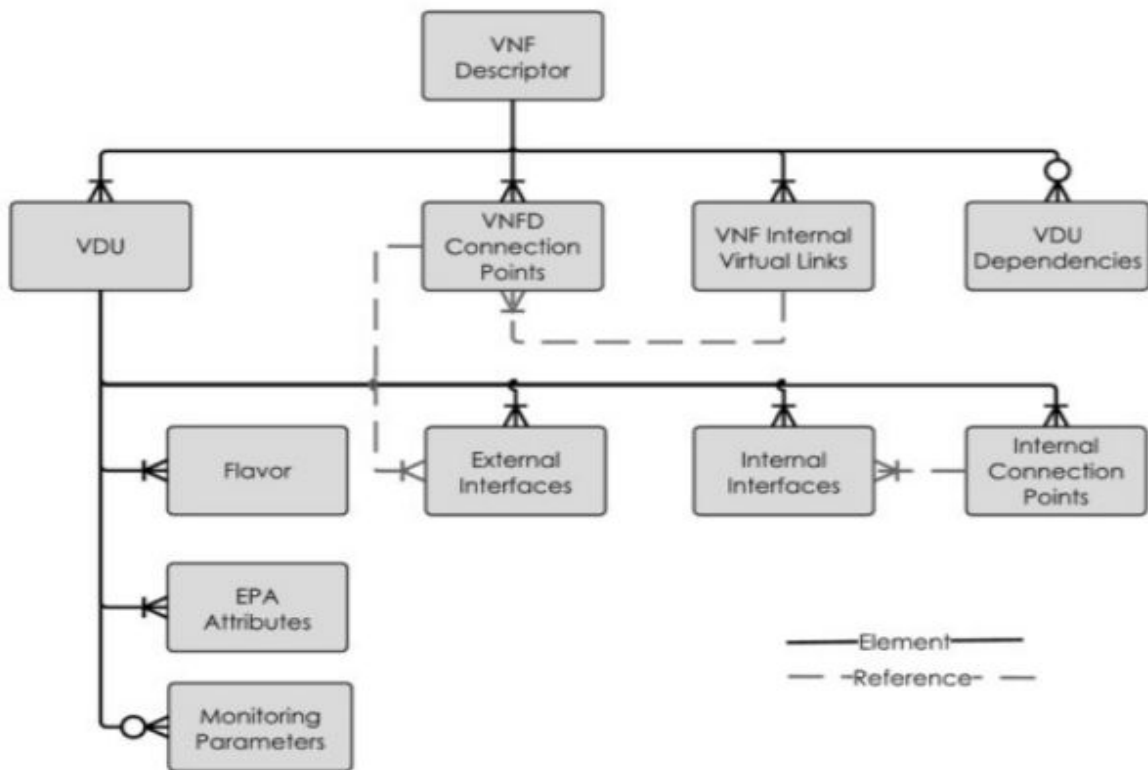 VNF
Descriptor
VDU
VNFD
Connection
Points
VNF Internal
Virtual Links
VDU
Dependencies
Flavor
External
Interfaces
Internal
Interfaces
Internal
Connection
Points
EPA
Attributes
Monitoring
Parameters
Element
Reference